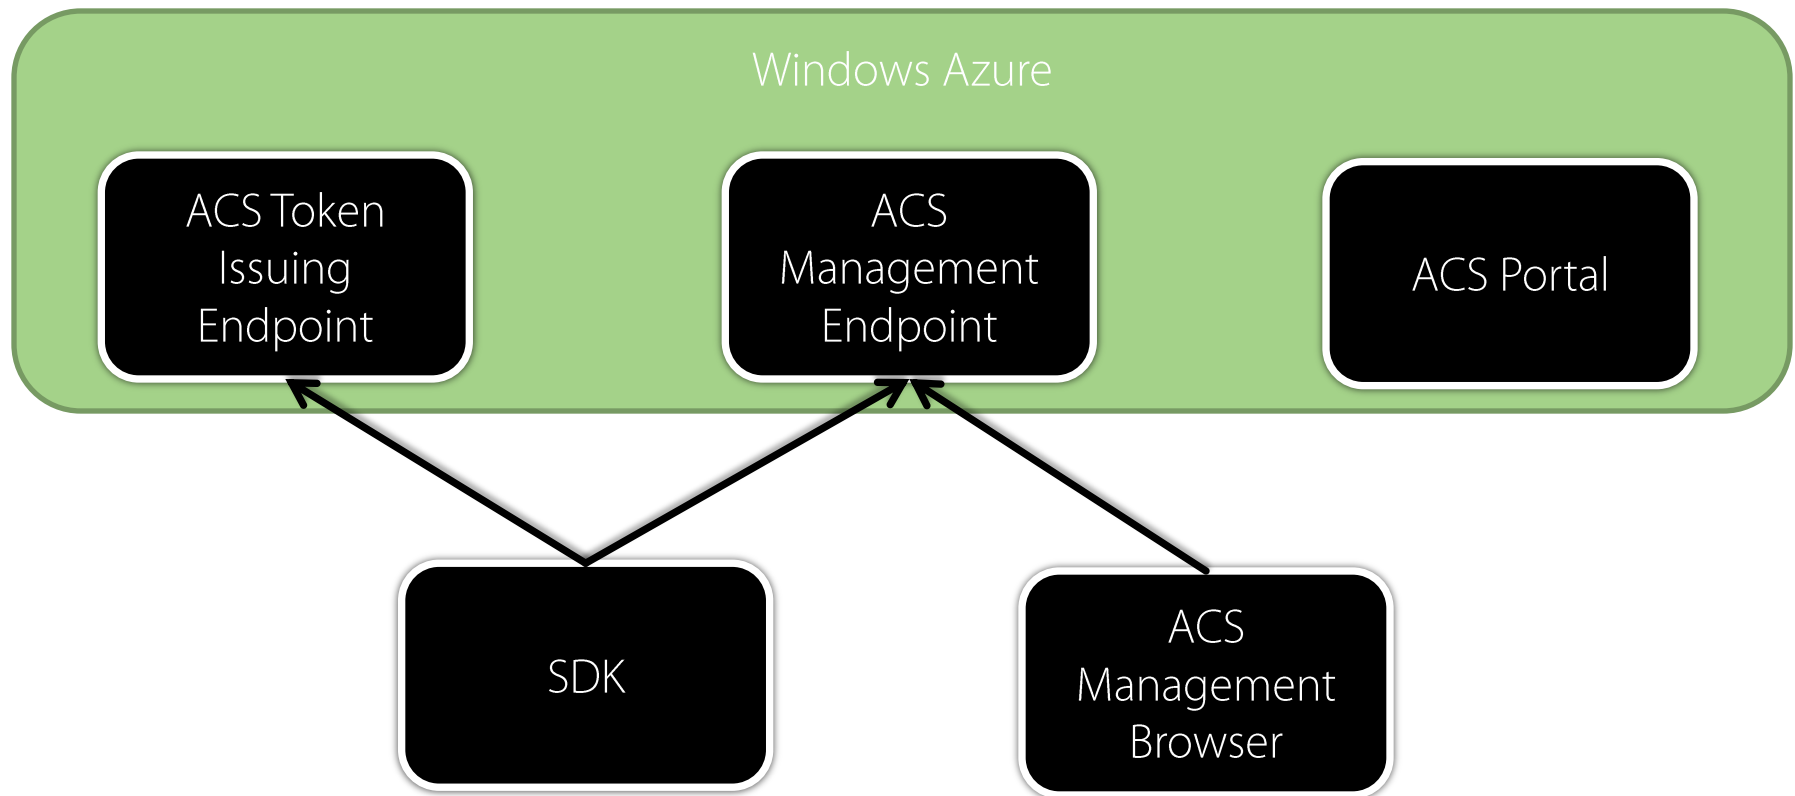 Windows Azure
ACS Token
Issuing
Endpoint
ACS
Management
Endpoint
ACS Portal
SDK
ACS
Management
Browser